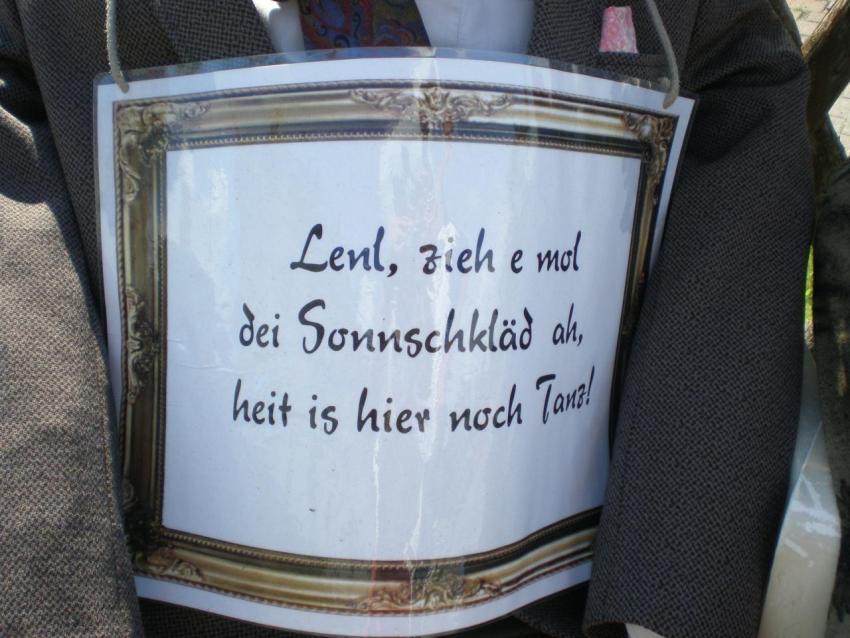 Lenl, zieh e mol
dei Sonnschkläd ah,
heit is hier noch Tanz!